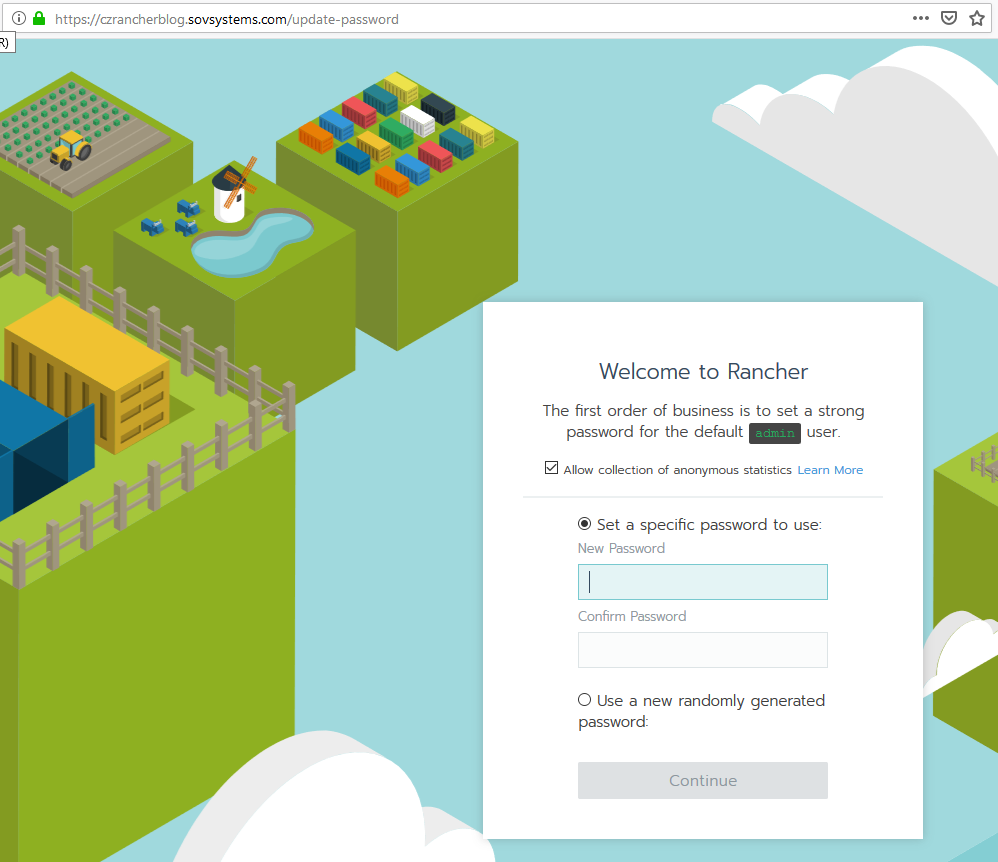 https://czrancherblog.sovsystems.com/update-password
R)
Welcome to Rancher
The first order of business is to set a strong
password for the default admin user.
Allow collection of anonymous statistics Learn More
Set a specific password to use:
New Password
Confirm Password
Use a new randomly generated
password:
Continue